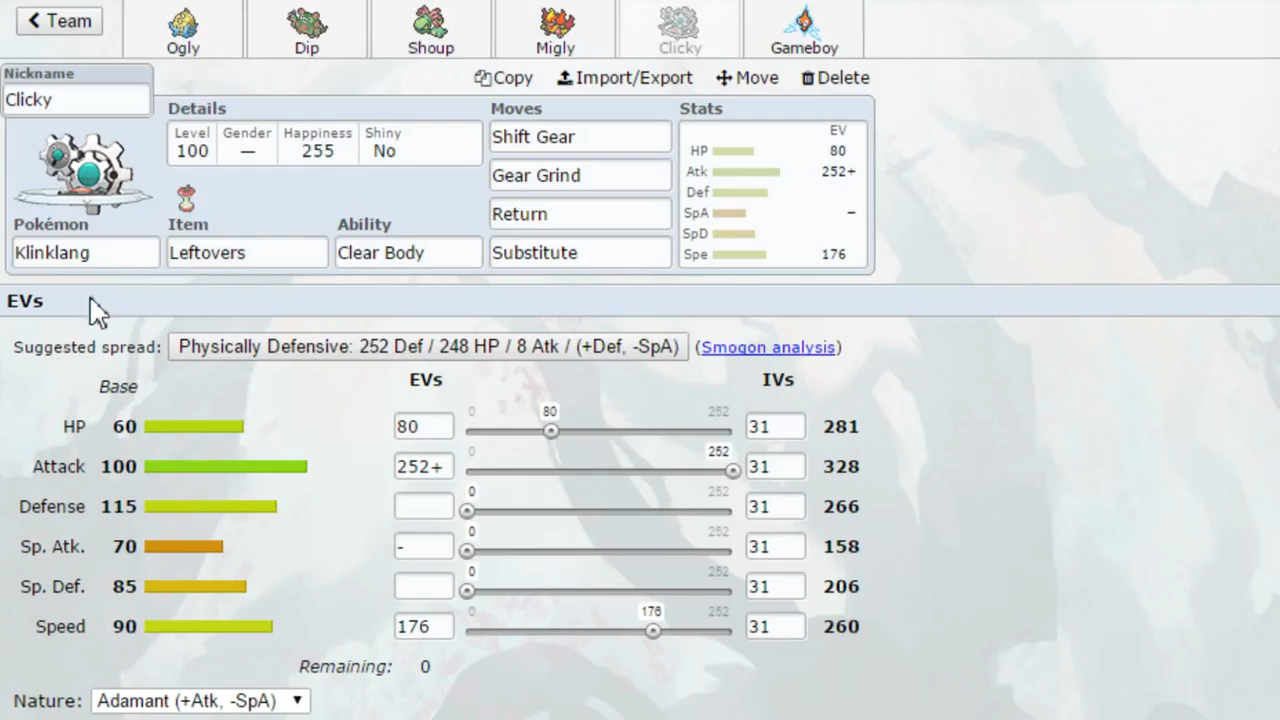 Team
Ogly
Dip
Shoup
Migly
Clicky
Gameboy
Nickname
Clicky
Copy Import/Export Move Delete
Details
Moves
Stats
Level Gender Happiness Shiny
100 — 255 No
Shift Gear
Gear Grind
Return
Substitute
EV
HP 80
Atk 252+
Def
SpA −
SpD
Spe 176
Pokémon
Klinklang
Item
Leftovers
Ability
Clear Body
EVs
Suggested spread: Physically Defensive: 252 Def / 248 HP / 8 Atk / (+Def, -SpA) (Smogon analysis)
Base EVs IVs
HP 60 80 0 80 252 31 281
Attack 100 252+ 0 252 31 328
Defense 115 0 252 31 266
Sp. Atk. 70 - 0 252 31 158
Sp. Def. 85 0 252 31 206
Speed 90 176 0 176 252 31 260
Remaining: 0
Nature: Adamant (+Atk, -SpA)